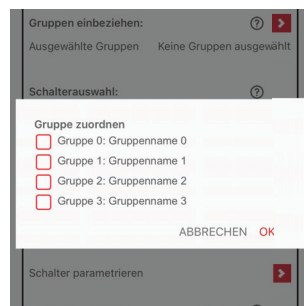 Gruppen einbeziehen:
Ausgewählte Gruppen Keine Gruppen ausgewählt
Schalterauswahl:
Gruppe zuordnen
Gruppe 0: Gruppenname 0
Gruppe 1: Gruppenname 1
Gruppe 2: Gruppenname 2
Gruppe 3: Gruppenname 3
ABBRECHEN OK
Schalter parametrieren